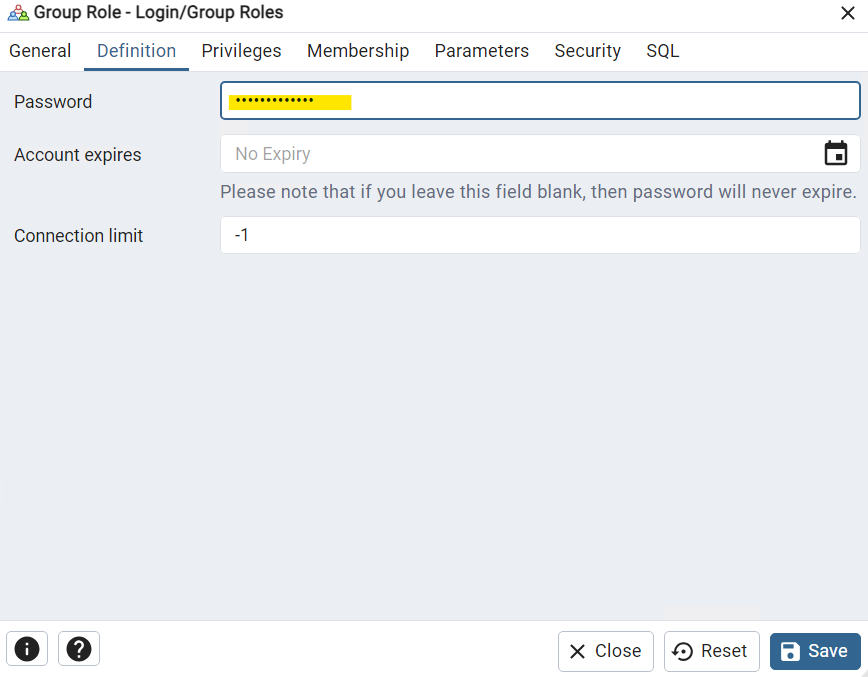 Group Role - Login/Group Roles
General Definition Privileges Membership Parameters Security SQL
Password •••••••••••••
Account expires No Expiry
Please note that if you leave this field blank, then password will never expire.
Connection limit -1
Close Reset Save